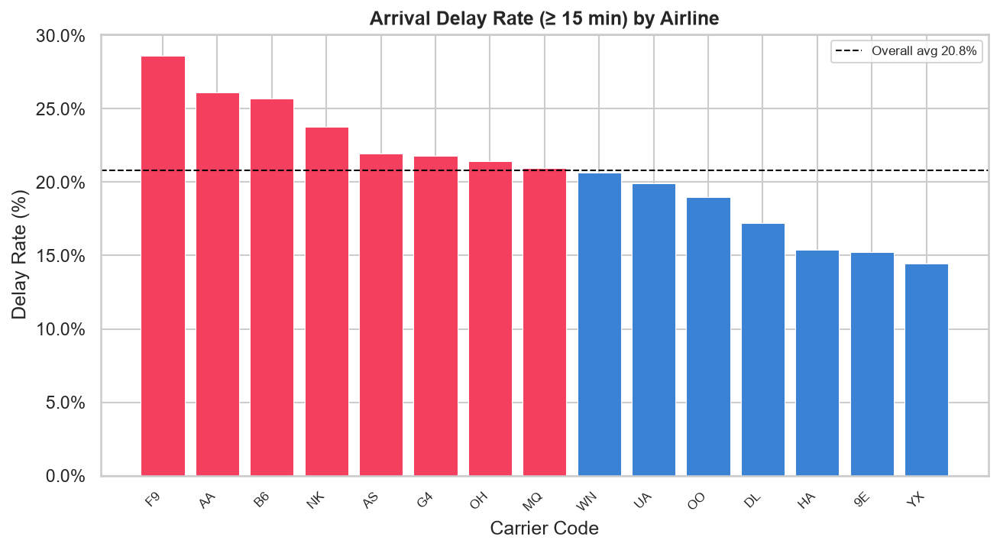 Arrival Delay Rate (≥ 15 min) by Airline
Overall avg 20.8%
Delay Rate (%)
30.0%
25.0%
20.0%
15.0%
10.0%
5.0%
0.0%
F9
AA
B6
NK
AS
G4
OH
MQ
WN
UA
OO
DL
HA
9E
YX
Carrier Code